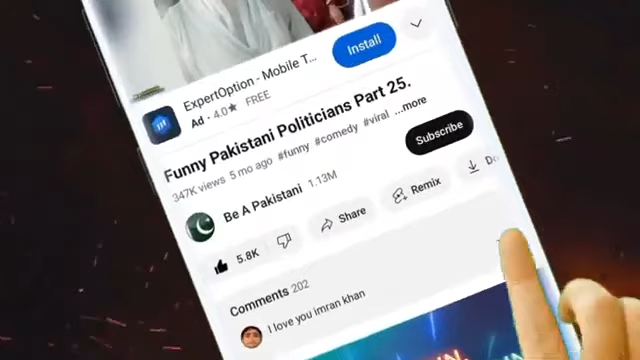 ExpertOption - Mobile T...
Ad · 4.0★ FREE
Install
Funny Pakistani Politicians Part 25.
347K views 5 mo ago #funny #comedy #viral ...more
Be A Pakistani 1.13M
Subscribe
5.8K
Share
Remix
Do
Comments 202
I love you imran khan